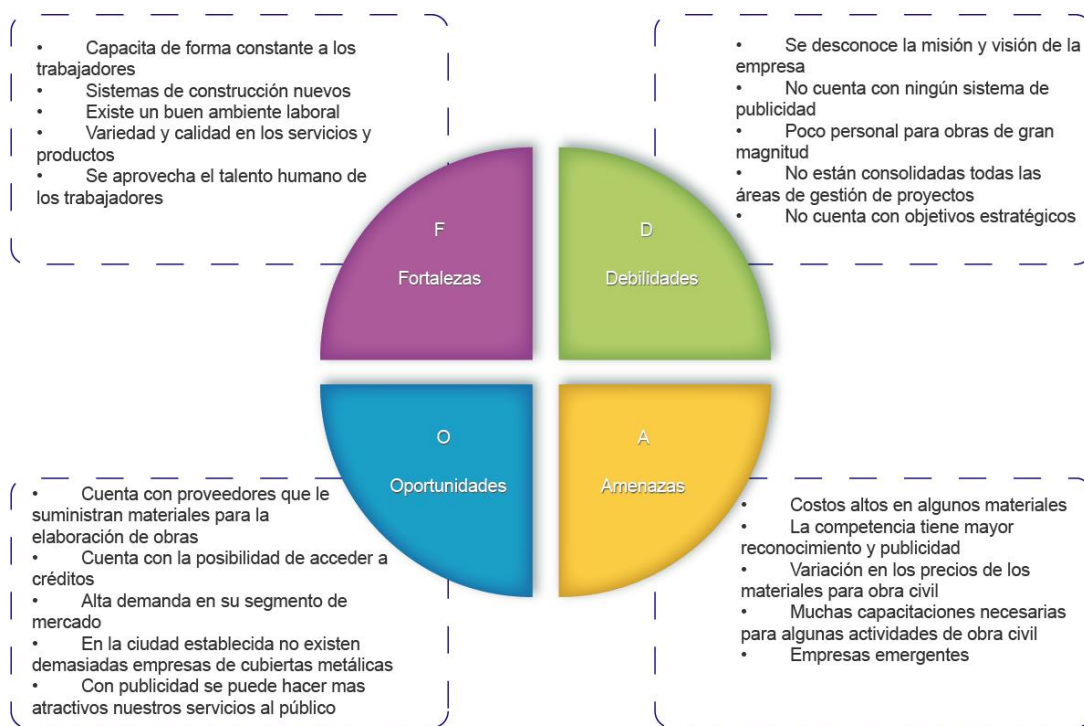 • Capacita de forma constante a los
trabajadores
• Sistemas de construcción nuevos
• Existe un buen ambiente laboral
• Variedad y calidad en los servicios y
productos
• Se aprovecha el talento humano de
los trabajadores
• Se desconoce la misión y visión de la
empresa
• No cuenta con ningún sistema de
publicidad
• Poco personal para obras de gran
magnitud
• No están consolidadas todas las
áreas de gestión de proyectos
• No cuenta con objetivos estratégicos
F
Fortalezas
D
Debilidades
O
Oportunidades
A
Amenazas
• Cuenta con proveedores que le
suministran materiales para la
elaboración de obras
• Cuenta con la posibilidad de acceder a
créditos
• Alta demanda en su segmento de
mercado
• En la ciudad establecida no existen
demasiadas empresas de cubiertas metálicas
• Con publicidad se puede hacer mas
atractivos nuestros servicios al público
• Costos altos en algunos materiales
• La competencia tiene mayor
reconocimiento y publicidad
• Variación en los precios de los
materiales para obra civil
• Muchas capacitaciones necesarias
para algunas actividades de obra civil
• Empresas emergentes